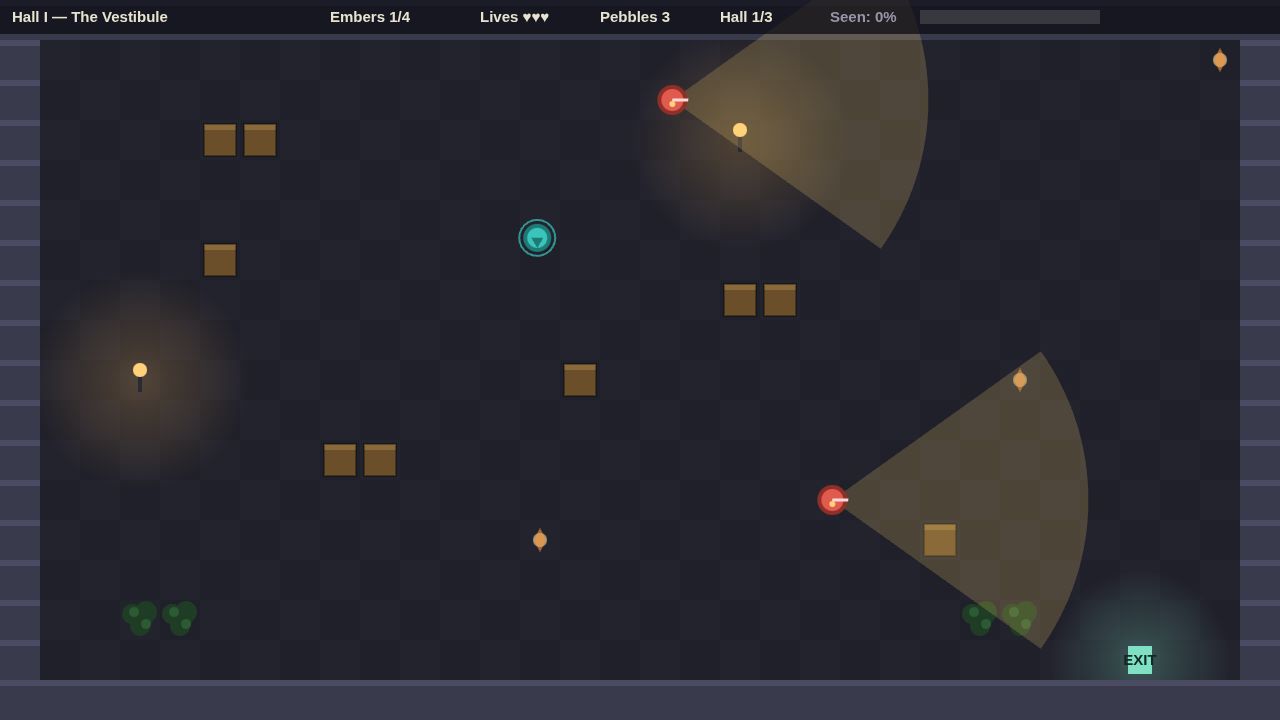 Hall I — The Vestibule Embers 1/4 Lives ♥♥♥ Pebbles 3 Hall 1/3 Seen: 0%
EXIT